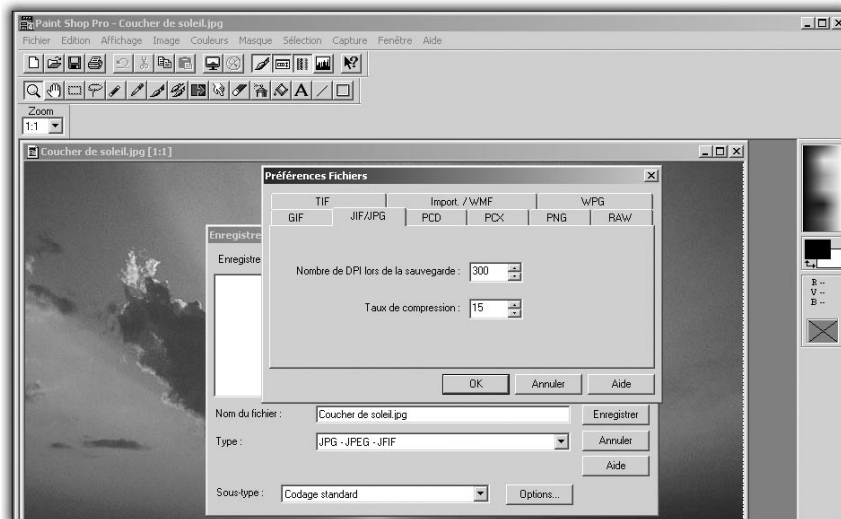 Paint Shop Pro - Coucher de soleil.jpg
Fichier Edition Affichage Image Couleurs Masque Sélection Capture Fenêtre Aide
Zoom
1:1
Coucher de soleil.jpg [1:1]
Préférences Fichiers
TIF Import. / WMF WPG
GIF JIF/JPG PCD PCX PNG RAW
Enregistre
Enregistre
Nombre de DPI lors de la sauvegarde : 300
Taux de compression : 15
R --
V --
B --
OK Annuler Aide
Nom du fichier : Coucher de soleil.jpg Enregistrer
Type : JPG - JPEG - JFIF Annuler
Aide
Sous-type : Codage standard Options...